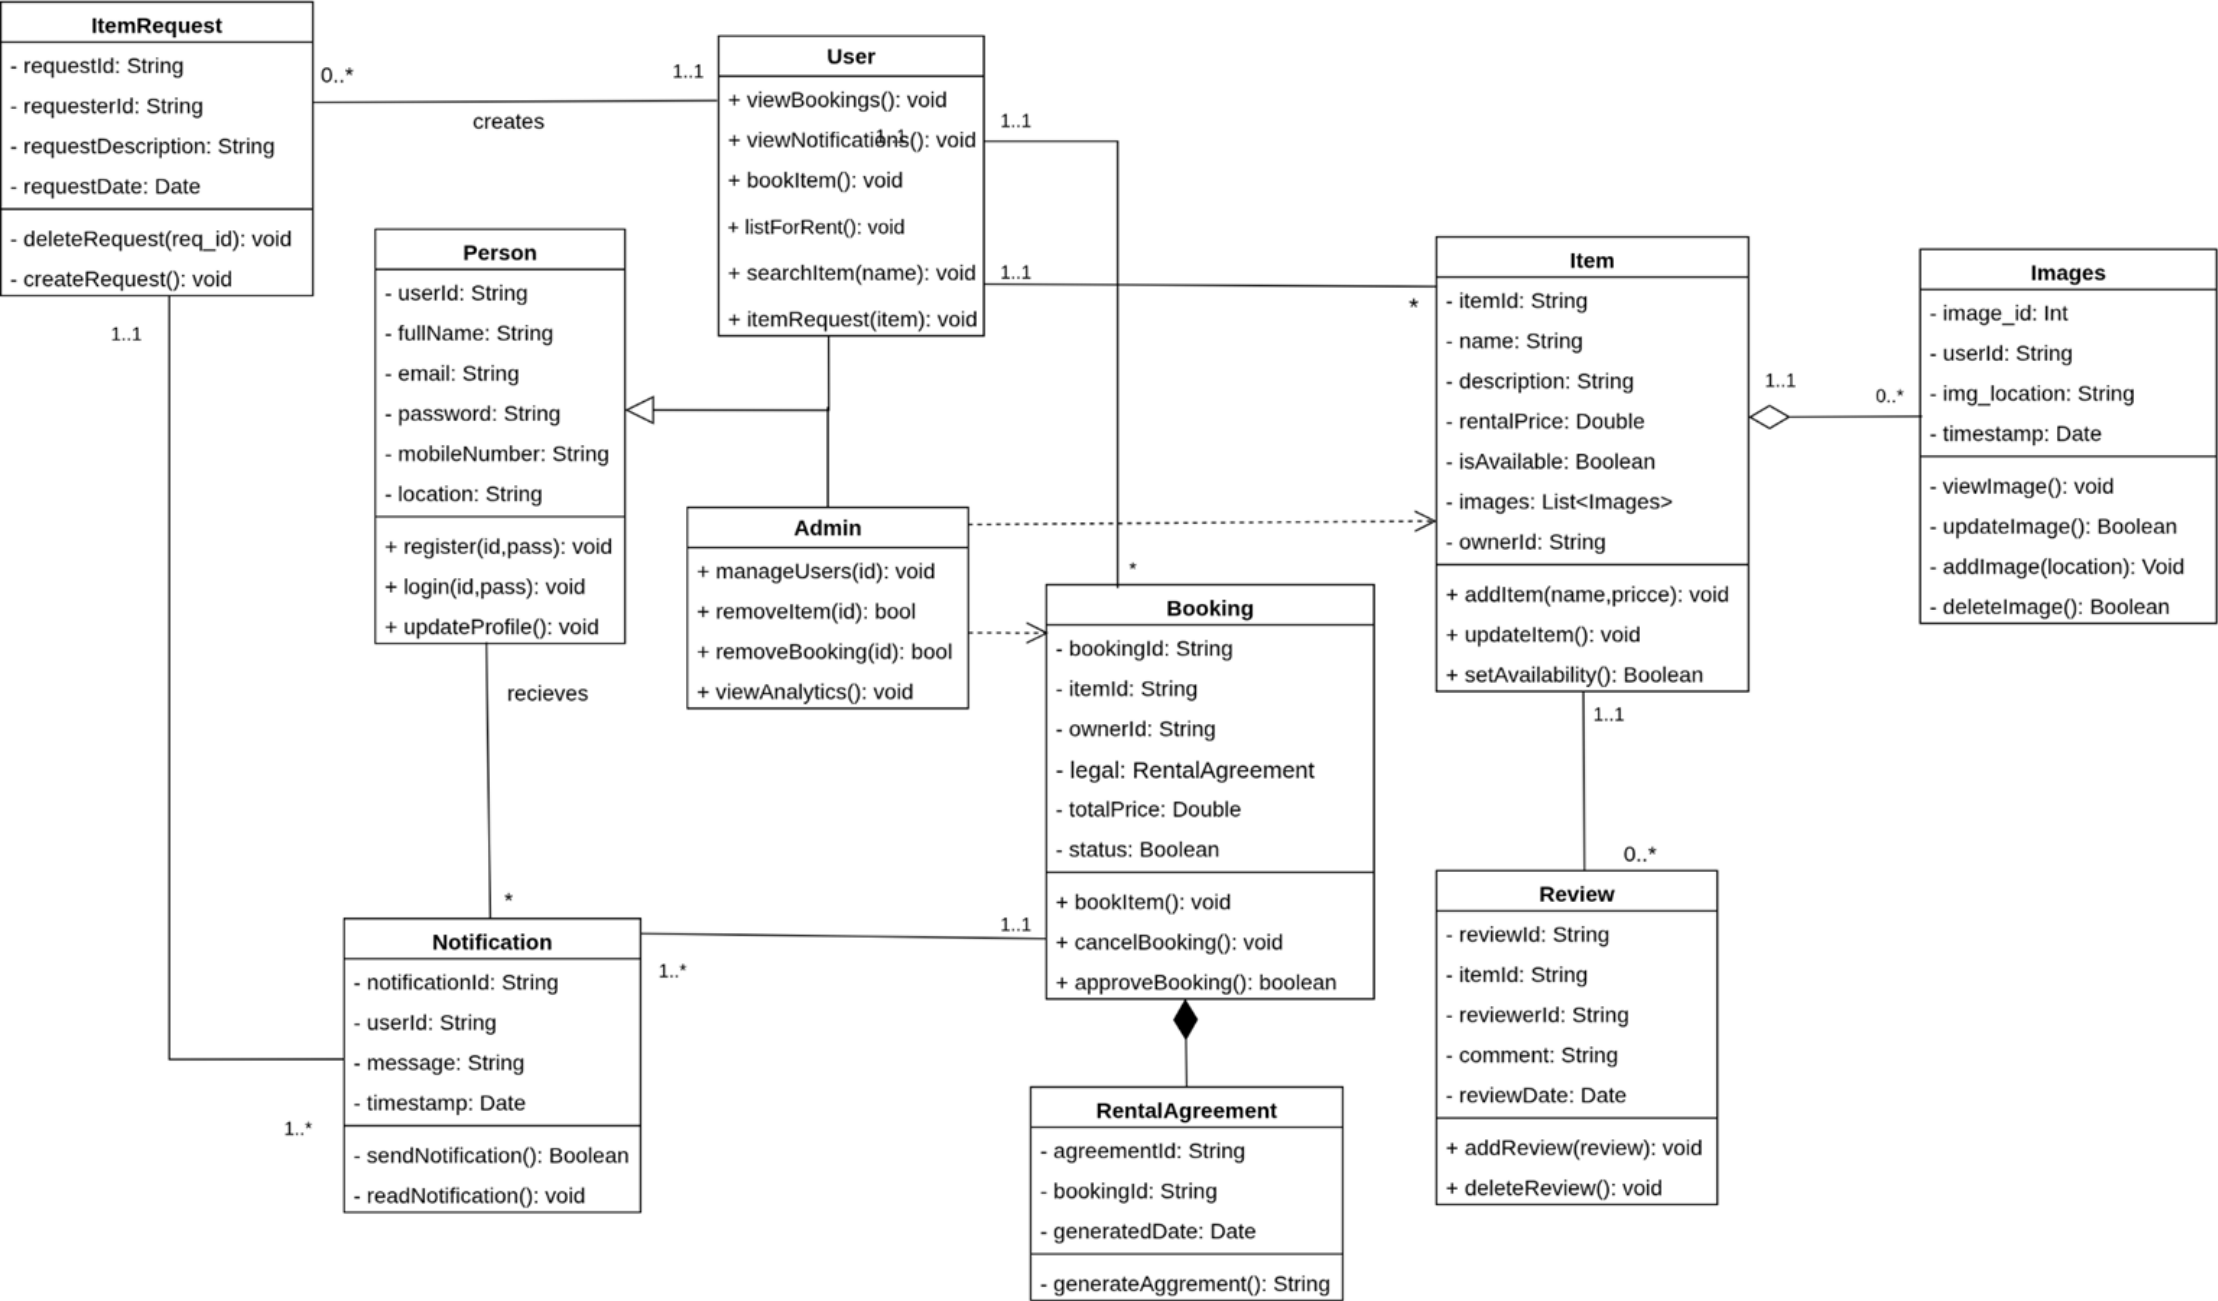 ItemRequest
- requestId: String
- requesterId: String
- requestDescription: String
- requestDate: Date
- deleteRequest(req_id): void
- createRequest(): void
0..*
1..1
creates
User
+ viewBookings(): void
+ viewNotifications(): void
1..1
+ bookItem(): void
+ listForRent(): void
+ searchItem(name): void
+ itemRequest(item): void
1..1
1..1
*
Person
- userId: String
- fullName: String
- email: String
- password: String
- mobileNumber: String
- location: String
+ register(id,pass): void
+ login(id,pass): void
+ updateProfile(): void
1..1
recieves
*
Admin
+ manageUsers(id): void
+ removeItem(id): bool
+ removeBooking(id): bool
+ viewAnalytics(): void
*
Item
- itemId: String
- name: String
- description: String
- rentalPrice: Double
- isAvailable: Boolean
- images: List<Images>
- ownerId: String
+ addItem(name,pricce): void
+ updateItem(): void
+ setAvailability(): Boolean
1..1
0..*
Images
- image_id: Int
- userId: String
- img_location: String
- timestamp: Date
- viewImage(): void
- updateImage(): Boolean
- addImage(location): Void
- deleteImage(): Boolean
Booking
- bookingId: String
- itemId: String
- ownerId: String
- legal: RentalAgreement
- totalPrice: Double
- status: Boolean
+ bookItem(): void
+ cancelBooking(): void
+ approveBooking(): boolean
1..1
0..*
Notification
- notificationId: String
- userId: String
- message: String
- timestamp: Date
- sendNotification(): Boolean
- readNotification(): void
1..1
1..*
1..*
Review
- reviewId: String
- itemId: String
- reviewerId: String
- comment: String
- reviewDate: Date
+ addReview(review): void
+ deleteReview(): void
RentalAgreement
- agreementId: String
- bookingId: String
- generatedDate: Date
- generateAggrement(): String